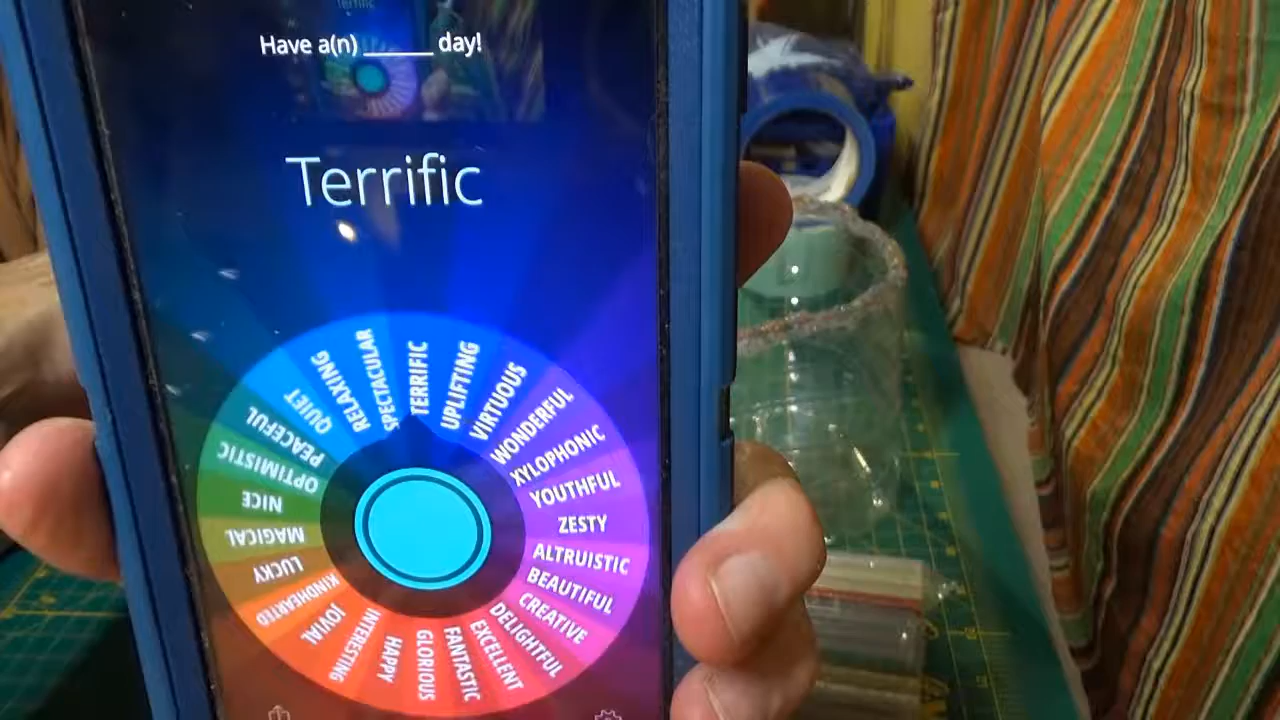 Terrific
Have a(n) ______ day!
Terrific
QUIET
RELAXING
SPECTACULAR
TERRIFIC
UPLIFTING
VIRTUOUS
WONDERFUL
XYLOPHONIC
YOUTHFUL
ZESTY
ALTRUISTIC
BEAUTIFUL
CREATIVE
DELIGHTFUL
EXCELLENT
FANTASTIC
GLORIOUS
HAPPY
INTERESTING
JOVIAL
KINDHEARTED
LUCKY
MAGICAL
NICE
OPTIMISTIC
PEACEFUL